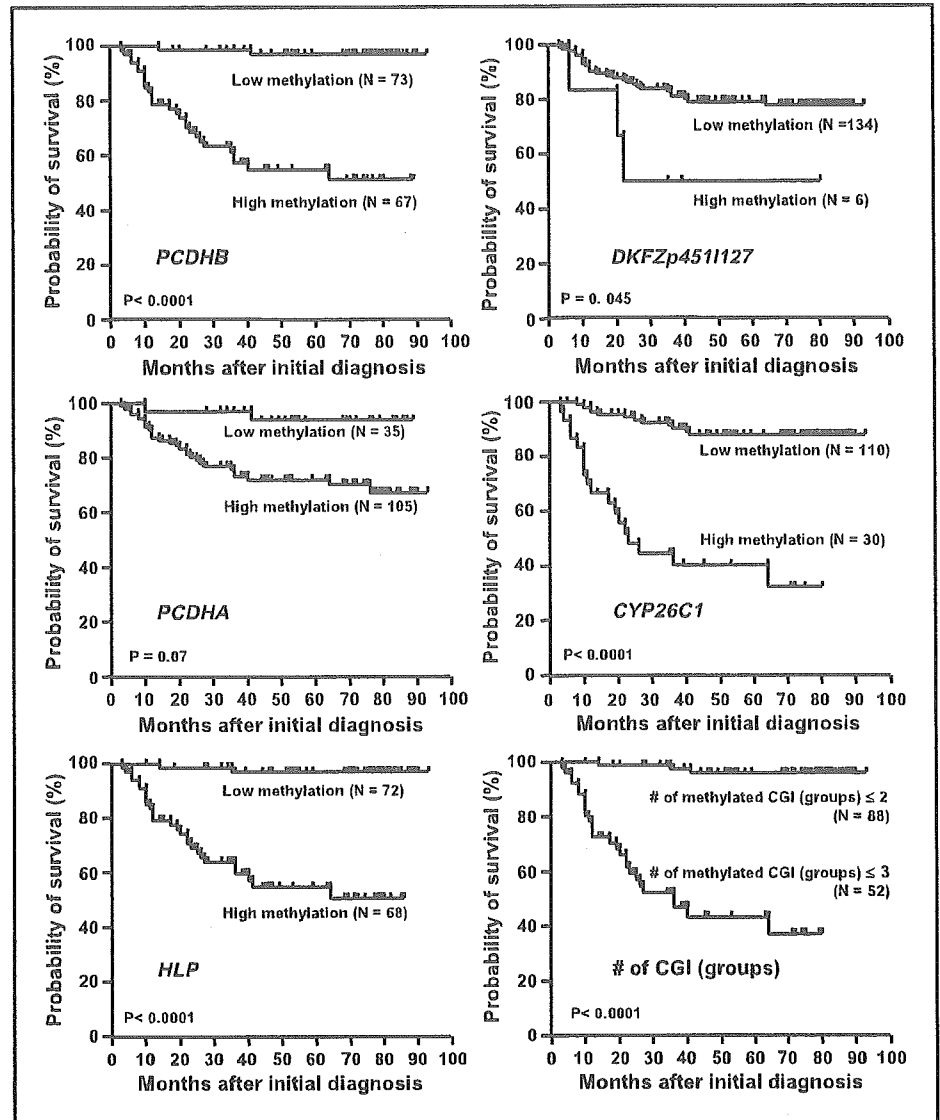 Probability of survival (%)
100
80
60
40
20
0
Low methylation (N = 73)
High methylation (N = 67)
PCDHB
P< 0.0001
0 10 20 30 40 50 60 70 80 90 100
Months after initial diagnosis
Probability of survival (%)
100
80
60
40
20
0
Low methylation (N =134)
High methylation (N = 6)
DKFZp451I127
P = 0. 045
0 10 20 30 40 50 60 70 80 90 100
Months after initial diagnosis
Probability of survival (%)
100
80
60
40
20
0
Low methylation (N = 35)
High methylation (N = 105)
PCDHA
P = 0.07
0 10 20 30 40 50 60 70 80 90 100
Months after initial diagnosis
Probability of survival (%)
100
80
60
40
20
0
Low methylation (N = 110)
High methylation (N = 30)
CYP26C1
P< 0.0001
0 10 20 30 40 50 60 70 80 90 100
Months after initial diagnosis
Probability of survival (%)
100
80
60
40
20
0
Low methylation (N = 72)
High methylation (N = 68)
HLP
P< 0.0001
0 10 20 30 40 50 60 70 80 90 100
Months after initial diagnosis
Probability of survival (%)
100
80
60
40
20
0
# of methylated CGI (groups) ≤ 2
(N = 88)
# of methylated CGI (groups) ≤ 3
(N = 52)
# of CGI (groups)
P< 0.0001
0 10 20 30 40 50 60 70 80 90 100
Months after initial diagnosis